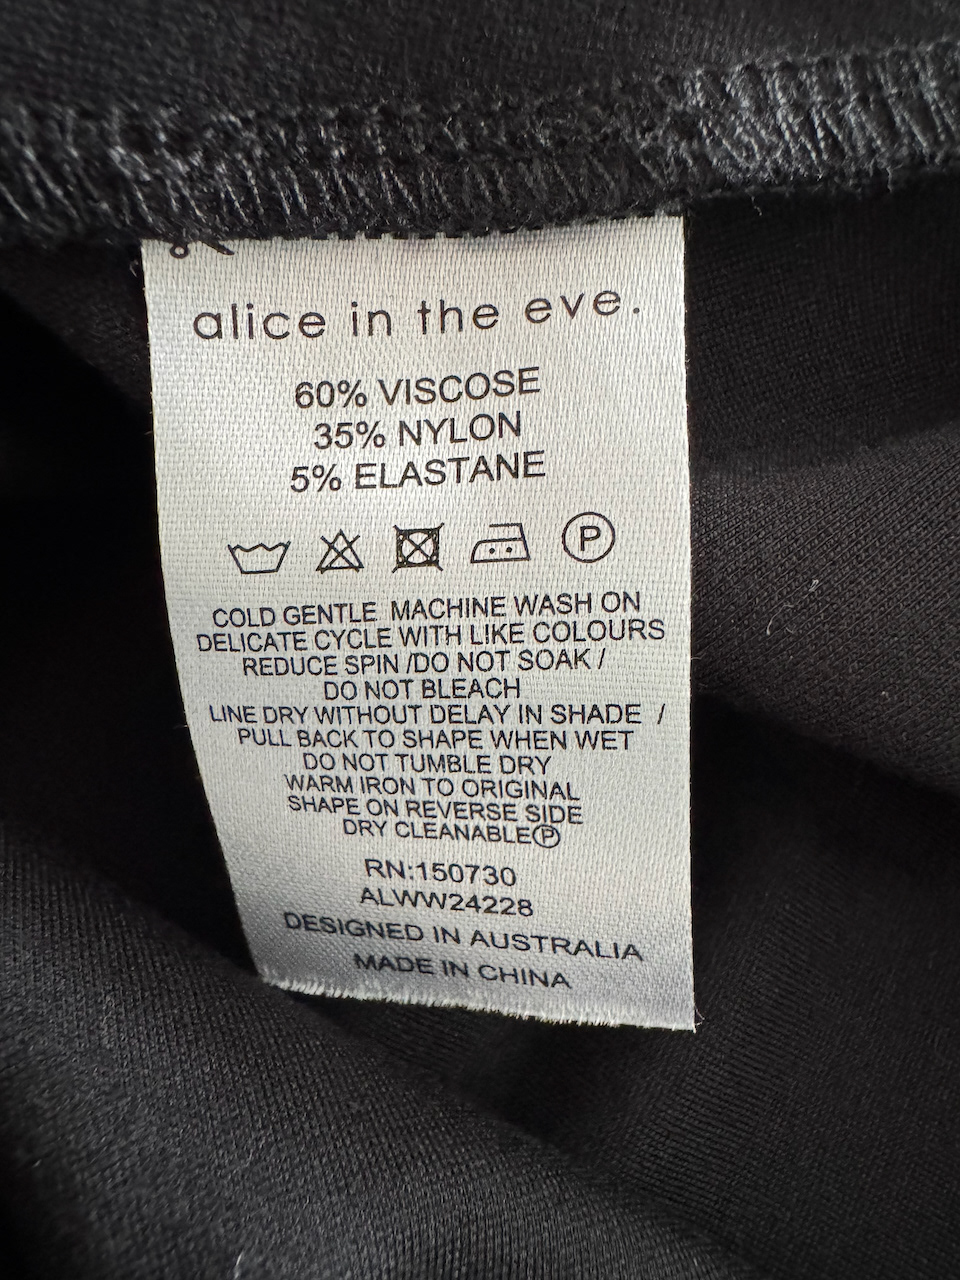 alice in the eve.
60% VISCOSE
35% NYLON
5% ELASTANE
P
COLD GENTLE MACHINE WASH ON
DELICATE CYCLE WITH LIKE COLOURS
REDUCE SPIN /DO NOT SOAK /
DO NOT BLEACH
LINE DRY WITHOUT DELAY IN SHADE /
PULL BACK TO SHAPE WHEN WET
DO NOT TUMBLE DRY
WARM IRON TO ORIGINAL
SHAPE ON REVERSE SIDE
DRY CLEANABLE Ⓟ
RN:150730
ALWW24228
DESIGNED IN AUSTRALIA
MADE IN CHINA